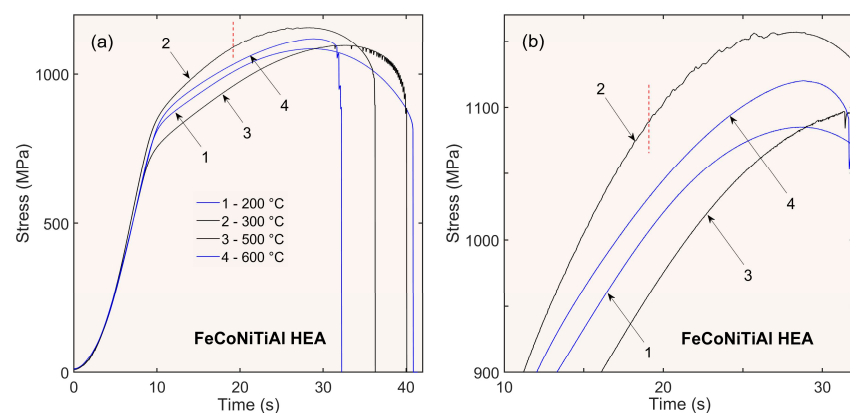 (a)
2
4
3
1
1000
500
0
Stress (MPa)
1 - 200 °C
2 - 300 °C
3 - 500 °C
4 - 600 °C
FeCoNiTiAl HEA
0 10 20 30 40
Time (s)
(b)
2
4
3
1
1100
1000
900
Stress (MPa)
FeCoNiTiAl HEA
10 15 20 25 30
Time (s)